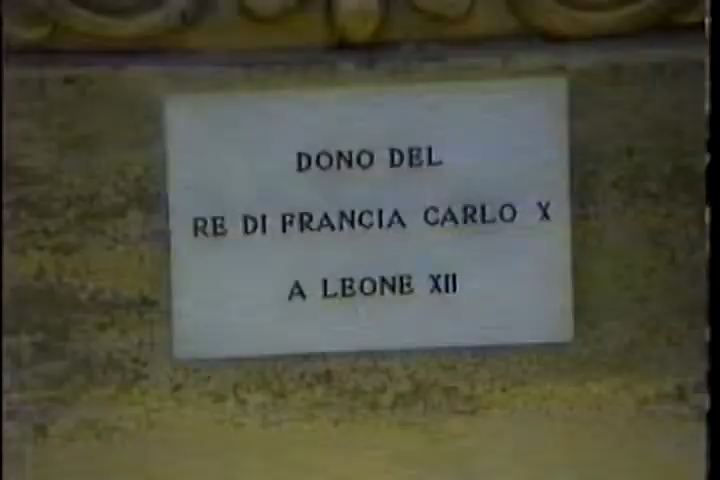 DONO DEL
RE DI FRANCIA CARLO X
A LEONE XII